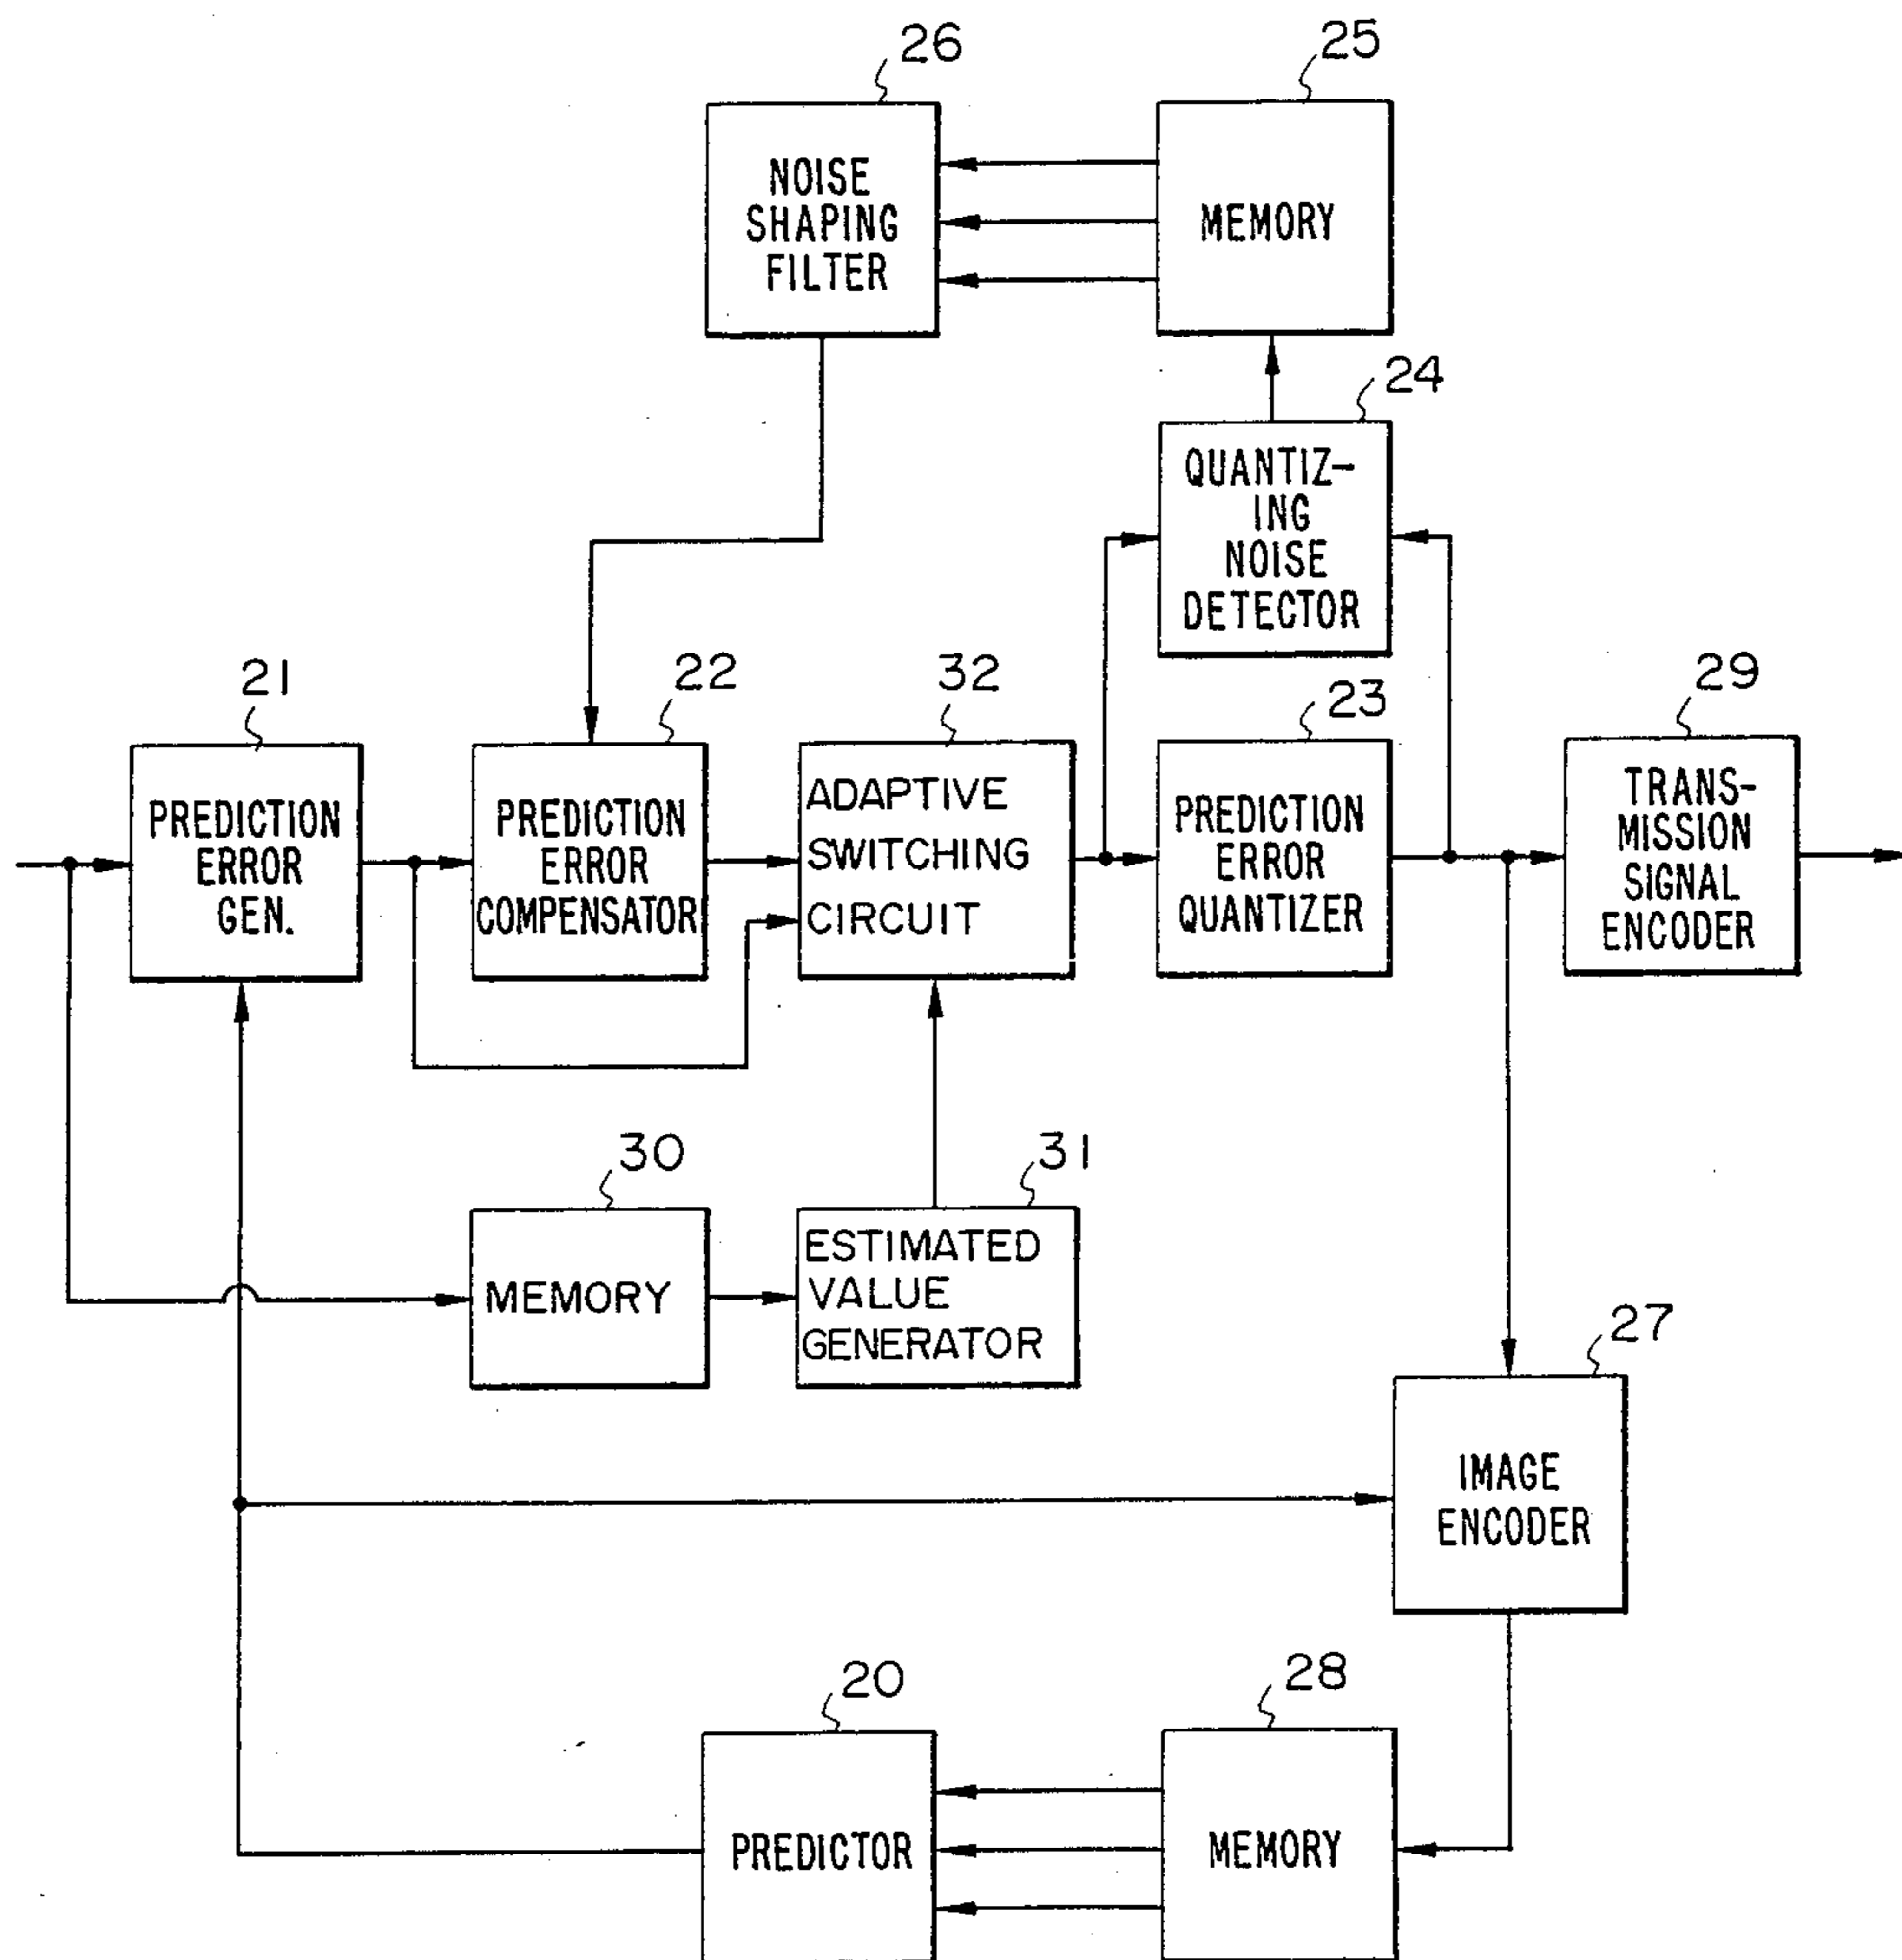 26
25
NOISE
SHAPING
FILTER
MEMORY
24
QUANTIZ-
ING
NOISE
DETECTOR
21
22
32
23
29
PREDICTION
ERROR
GEN.
PREDICTION
ERROR
COMPENSATOR
ADAPTIVE
SWITCHING
CIRCUIT
PREDICTION
ERROR
QUANTIZER
TRANS-
MISSION
SIGNAL
ENCODER
30
31
MEMORY
ESTIMATED
VALUE
GENERATOR
27
IMAGE
ENCODER
20
28
PREDICTOR
MEMORY